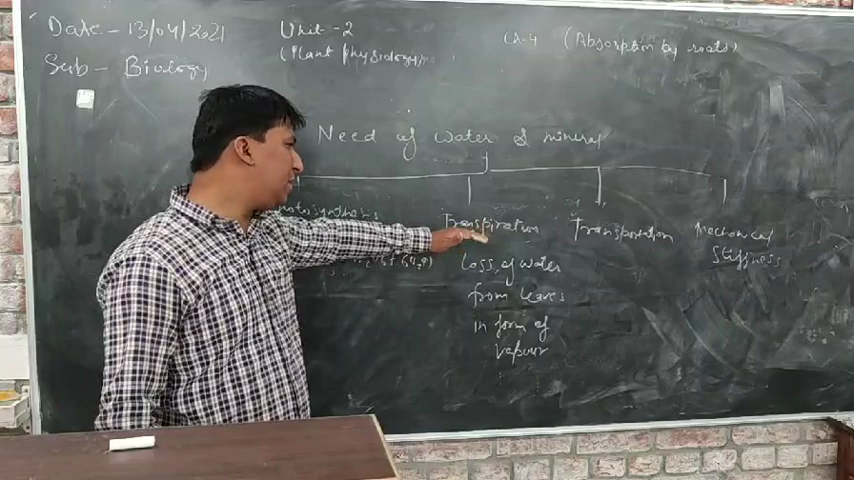 Date - 13/04/2021
Unit - 2
Ch-4 (Absorption by roots)
Sub - Biology
(Plant physiology)
Need of water & minerals
Transpiration
Transportation
Mechanical
Stiffness
Loss of water
from leaves
in form of
vapour